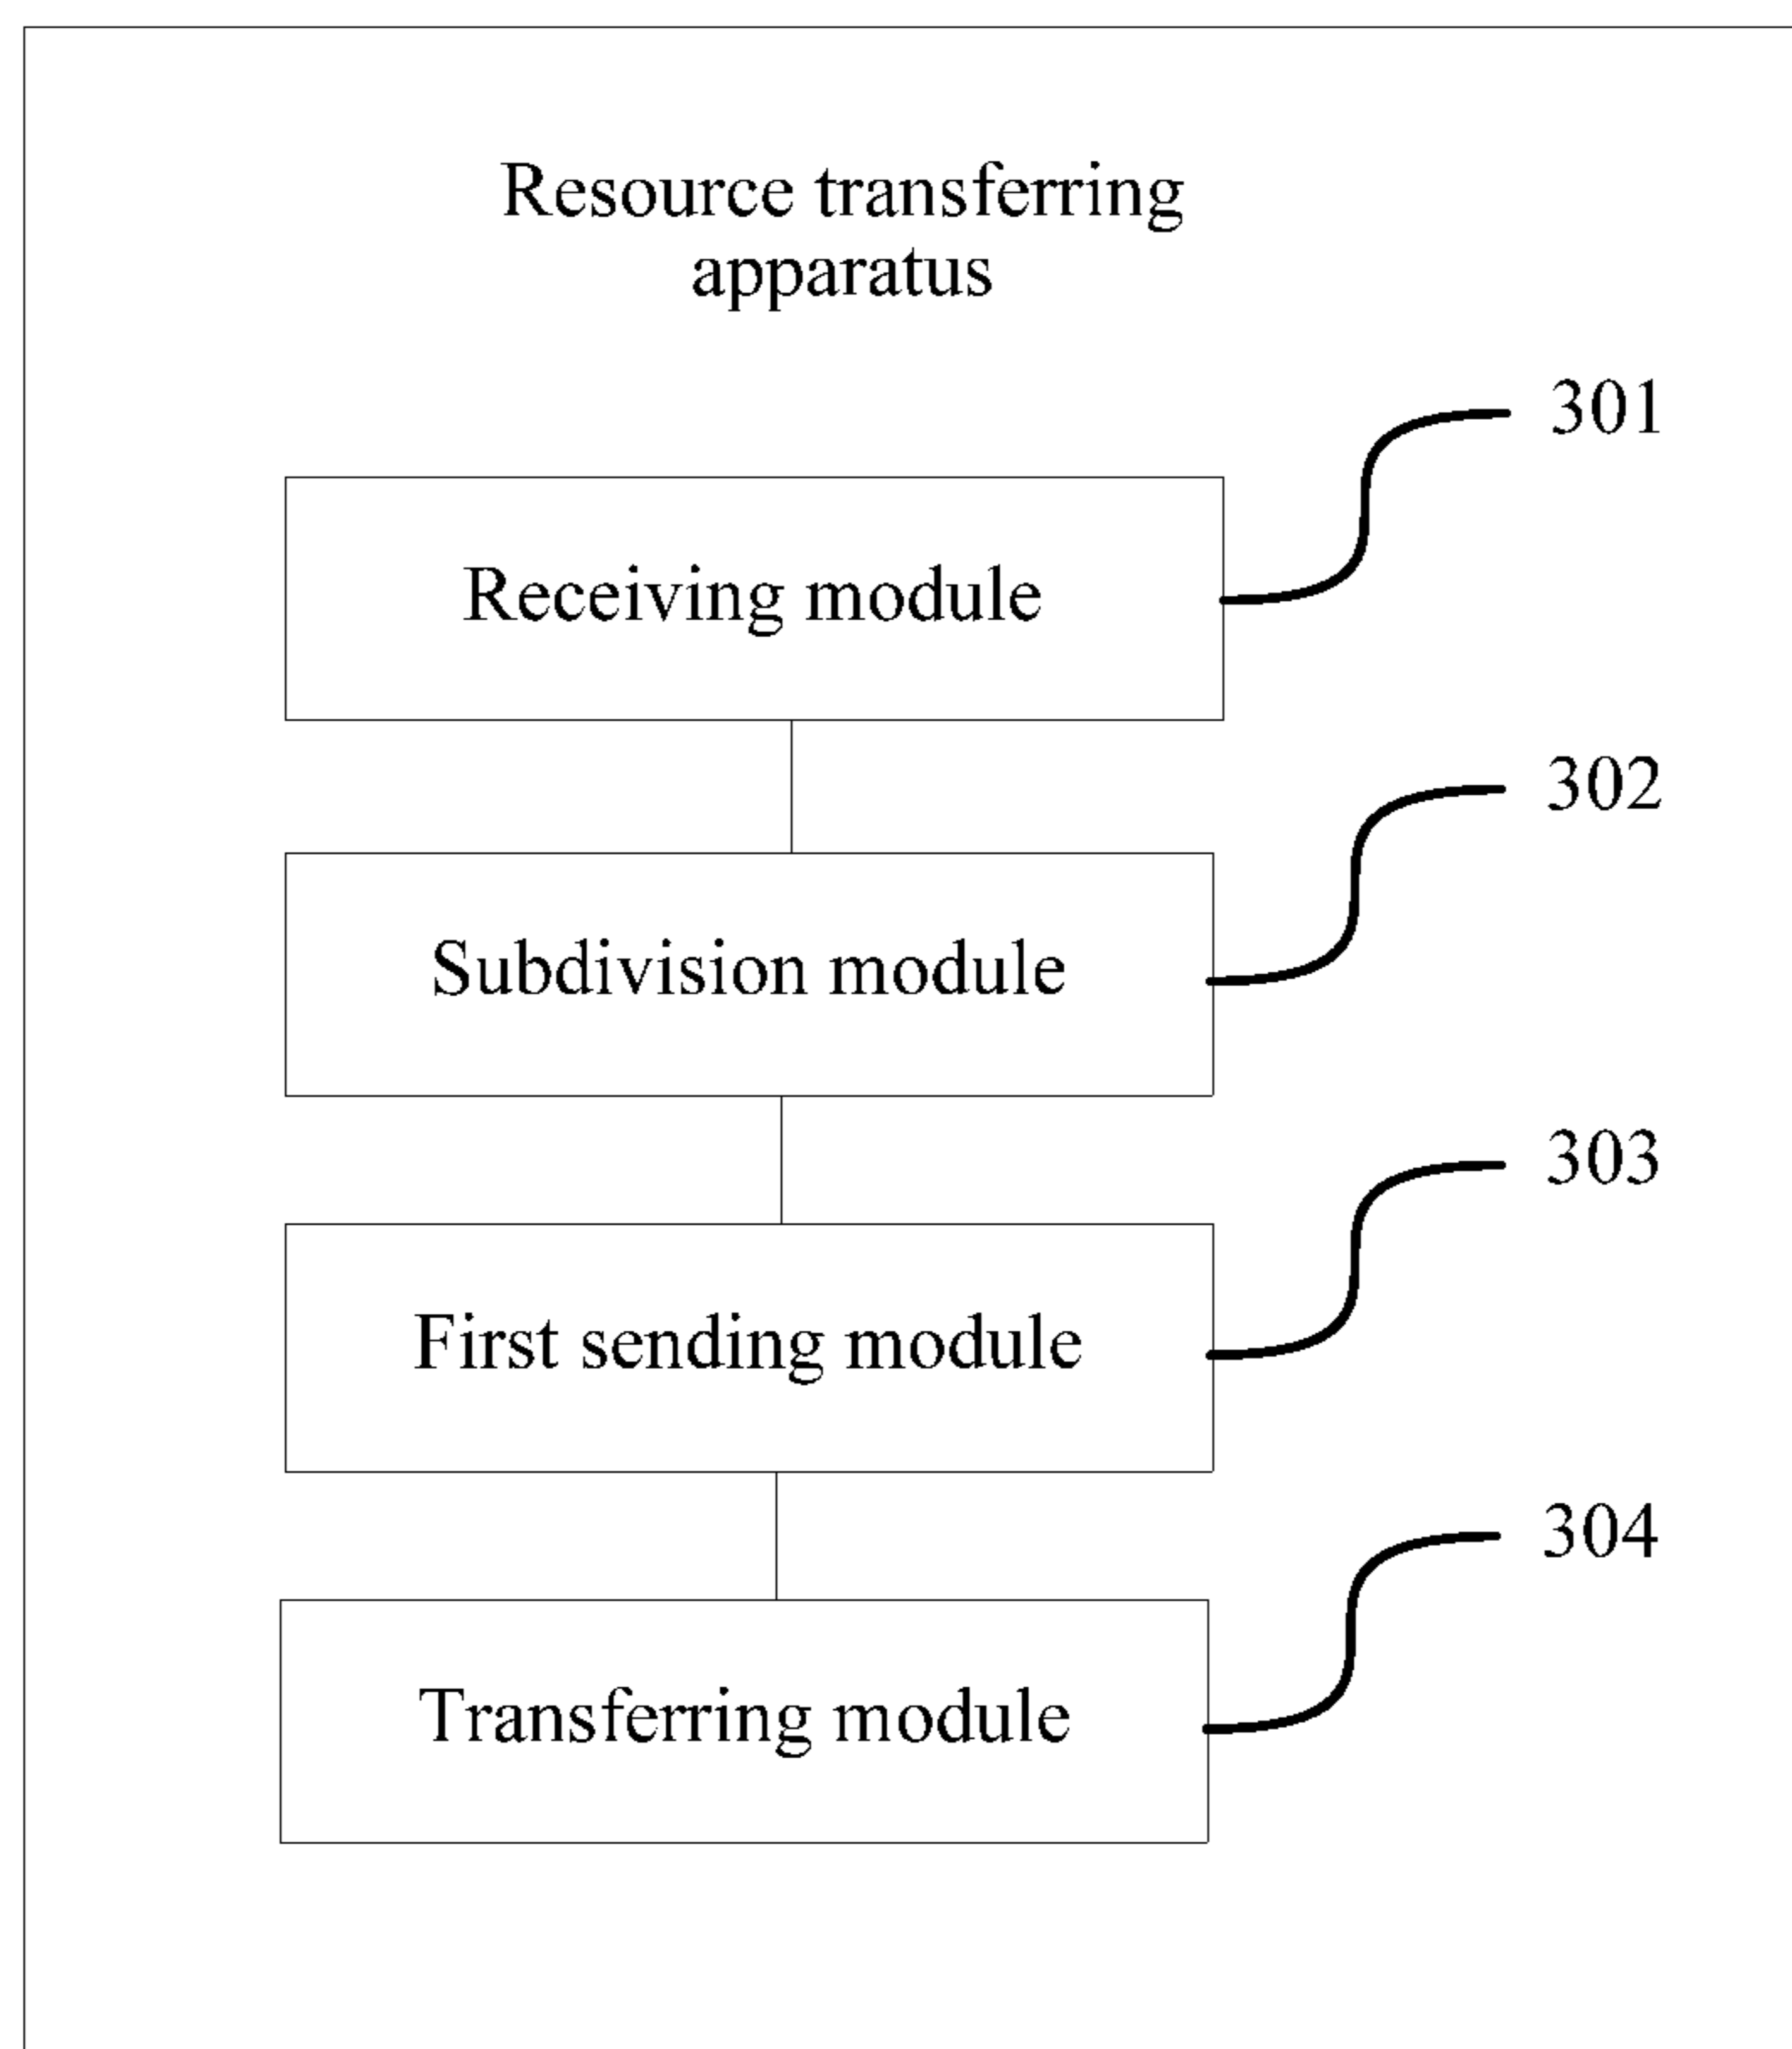 Resource transferring
apparatus
301
Receiving module
302
Subdivision module
303
First sending module
304
Transferring module